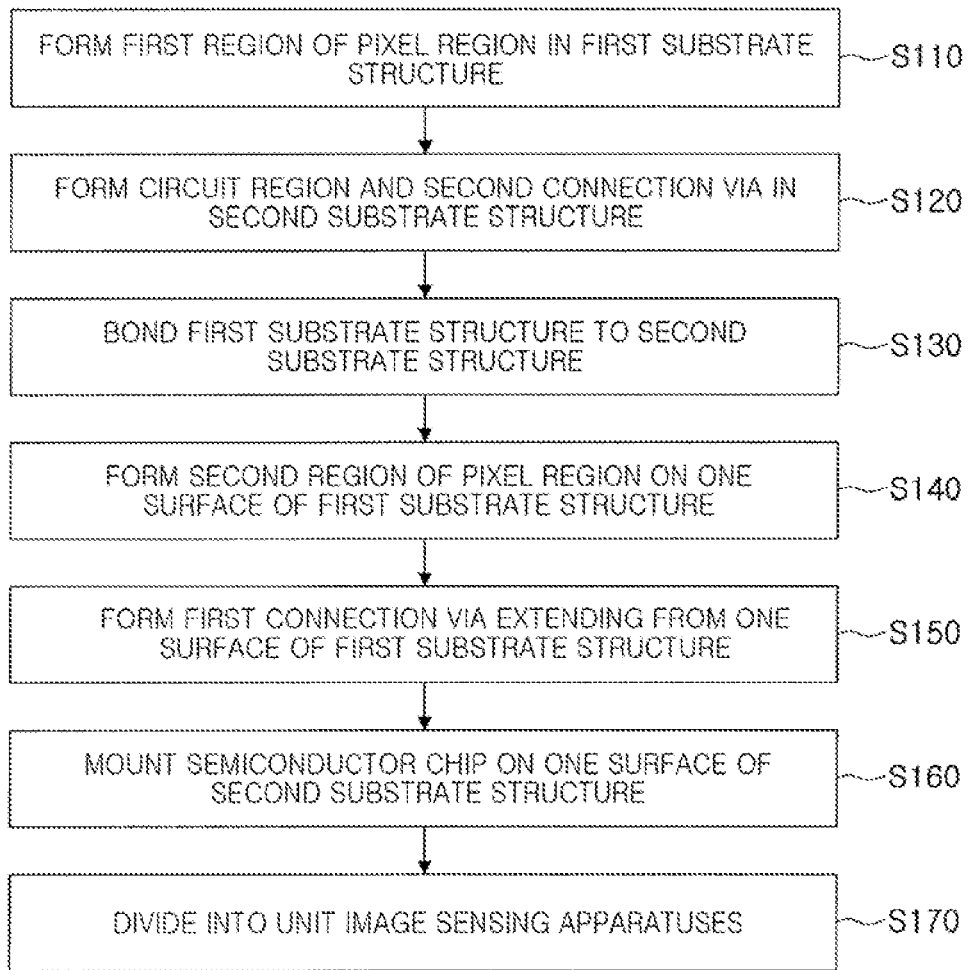 FORM FIRST REGION OF PIXEL REGION IN FIRST SUBSTRATE
STRUCTURE
S110
FORM CIRCUIT REGION AND SECOND CONNECTION VIA IN
SECOND SUBSTRATE STRUCTURE
S120
BOND FIRST SUBSTRATE STRUCTURE TO SECOND
SUBSTRATE STRUCTURE
S130
FORM SECOND REGION OF PIXEL REGION ON ONE
SURFACE OF FIRST SUBSTRATE STRUCTURE
S140
FORM FIRST CONNECTION VIA EXTENDING FROM ONE
SURFACE OF FIRST SUBSTRATE STRUCTURE
S150
MOUNT SEMICONDUCTOR CHIP ON ONE SURFACE OF
SECOND SUBSTRATE STRUCTURE
S160
DIVIDE INTO UNIT IMAGE SENSING APPARATUSES
S170